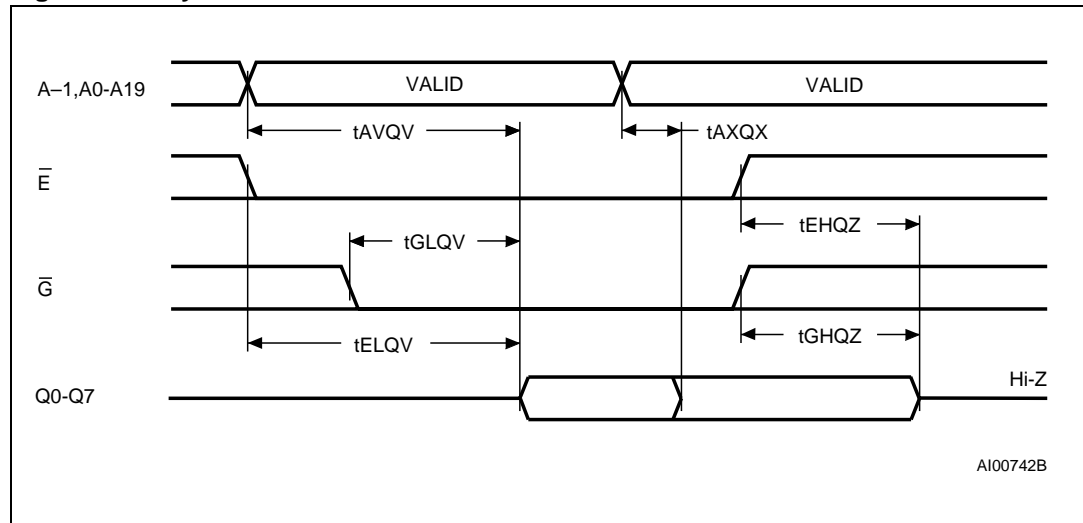 A–1,A0-A19
VALID
VALID
tAVQV
tAXQX
E
tEHQZ
tGLQV
G
tGHQZ
tELQV
Hi-Z
Q0-Q7
AI00742B